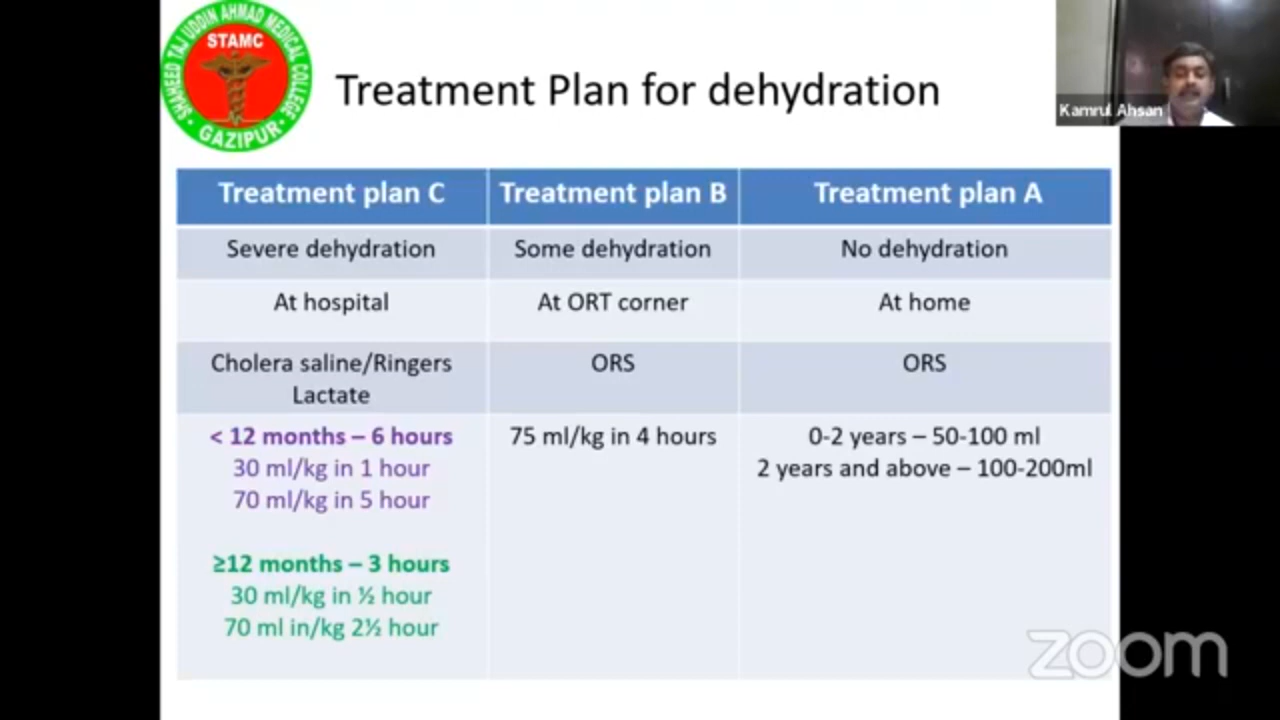 SHAHEED TAJ UDDIN AHMAD MEDICAL COLLEGE
STAMC
GAZIPUR
Treatment Plan for dehydration
Kamrul Ahsan
Treatment plan C Treatment plan B Treatment plan A
Severe dehydration Some dehydration No dehydration
At hospital At ORT corner At home
Cholera saline/Ringers Lactate ORS ORS
< 12 months – 6 hours 75 ml/kg in 4 hours 0-2 years – 50-100 ml
30 ml/kg in 1 hour 2 years and above – 100-200ml
70 ml/kg in 5 hour
≥12 months – 3 hours
30 ml/kg in ½ hour
70 ml in/kg 2½ hour
zoom